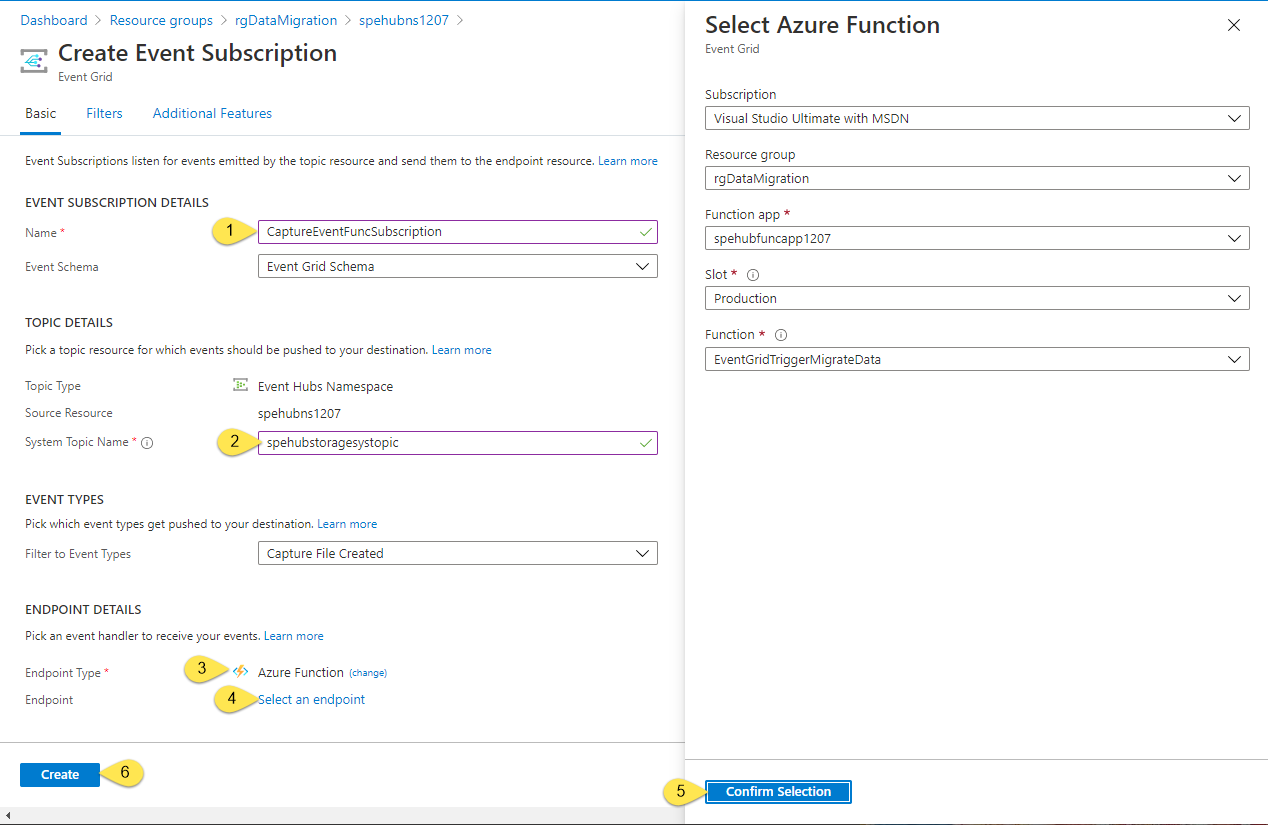 Dashboard > Resource groups > rgDataMigration > spehubns1207 >
Create Event Subscription
Event Grid
Basic Filters Additional Features
Event Subscriptions listen for events emitted by the topic resource and send them to the endpoint resource. Learn more
EVENT SUBSCRIPTION DETAILS
Name * 1 CaptureEventFuncSubscription
Event Schema Event Grid Schema
TOPIC DETAILS
Pick a topic resource for which events should be pushed to your destination. Learn more
Topic Type Event Hubs Namespace
Source Resource spehubns1207
System Topic Name * 2 spehubstoragesystopic
EVENT TYPES
Pick which event types get pushed to your destination. Learn more
Filter to Event Types Capture File Created
ENDPOINT DETAILS
Pick an event handler to receive your events. Learn more
Endpoint Type * 3 Azure Function (change)
Endpoint 4 Select an endpoint
Create 6
Select Azure Function
Event Grid
Subscription
Visual Studio Ultimate with MSDN
Resource group
rgDataMigration
Function app *
spehubfuncapp1207
Slot *
Production
Function *
EventGridTriggerMigrateData
5 Confirm Selection